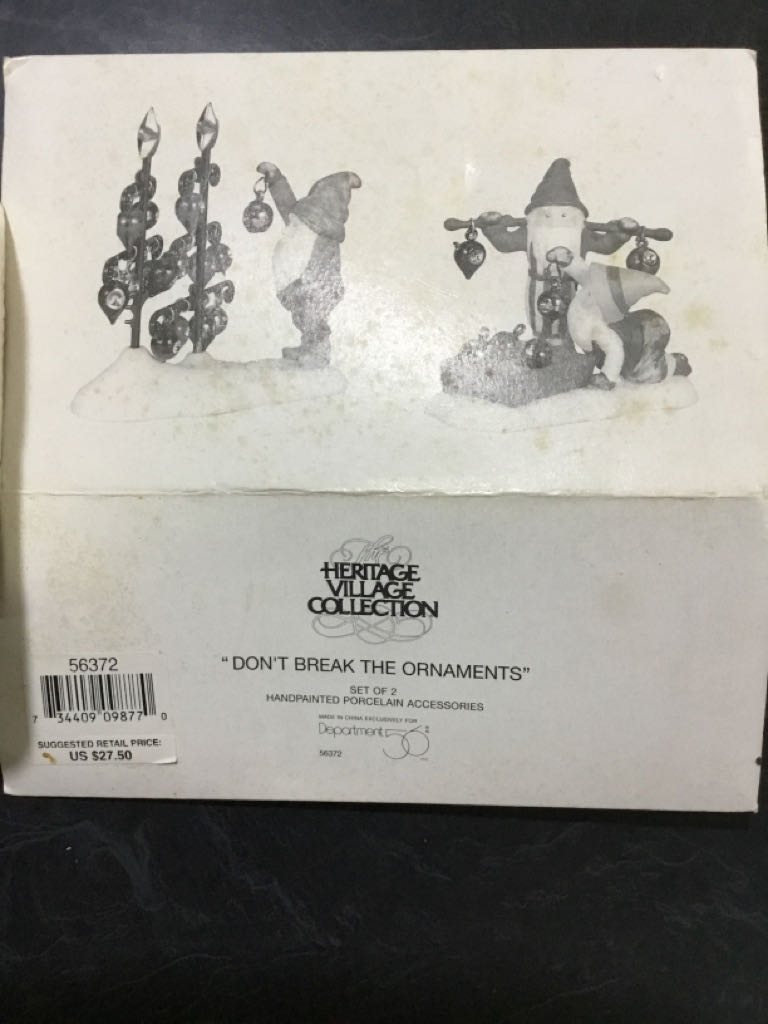 The
HERITAGE
VILLAGE
COLLECTION
"DON'T BREAK THE ORNAMENTS"
SET OF 2
HANDPAINTED PORCELAIN ACCESSORIES
MADE IN CHINA EXCLUSIVELY FOR
Department 56
56372
56372
7 34409 09877 0
SUGGESTED RETAIL PRICE:
US $27.50